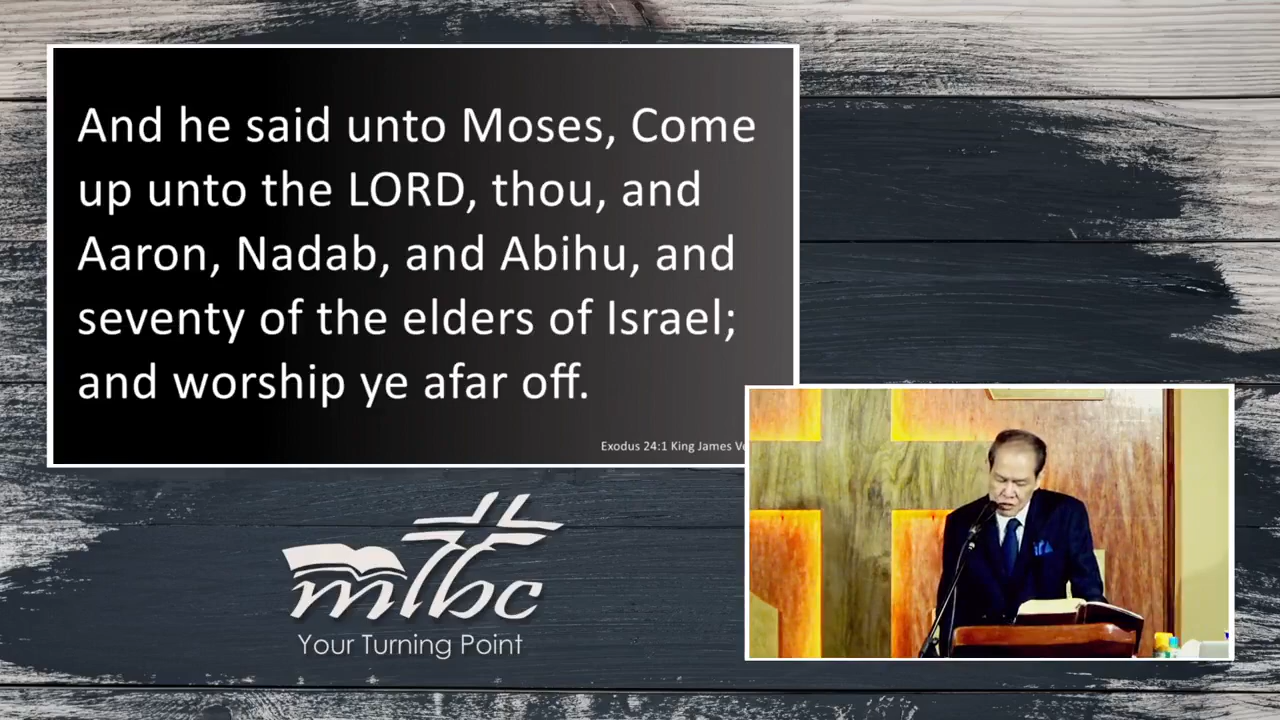 And he said unto Moses, Come
up unto the LORD, thou, and
Aaron, Nadab, and Abihu, and
seventy of the elders of Israel;
and worship ye afar off.
Exodus 24:1 King James
mlbc
Your Turning Point